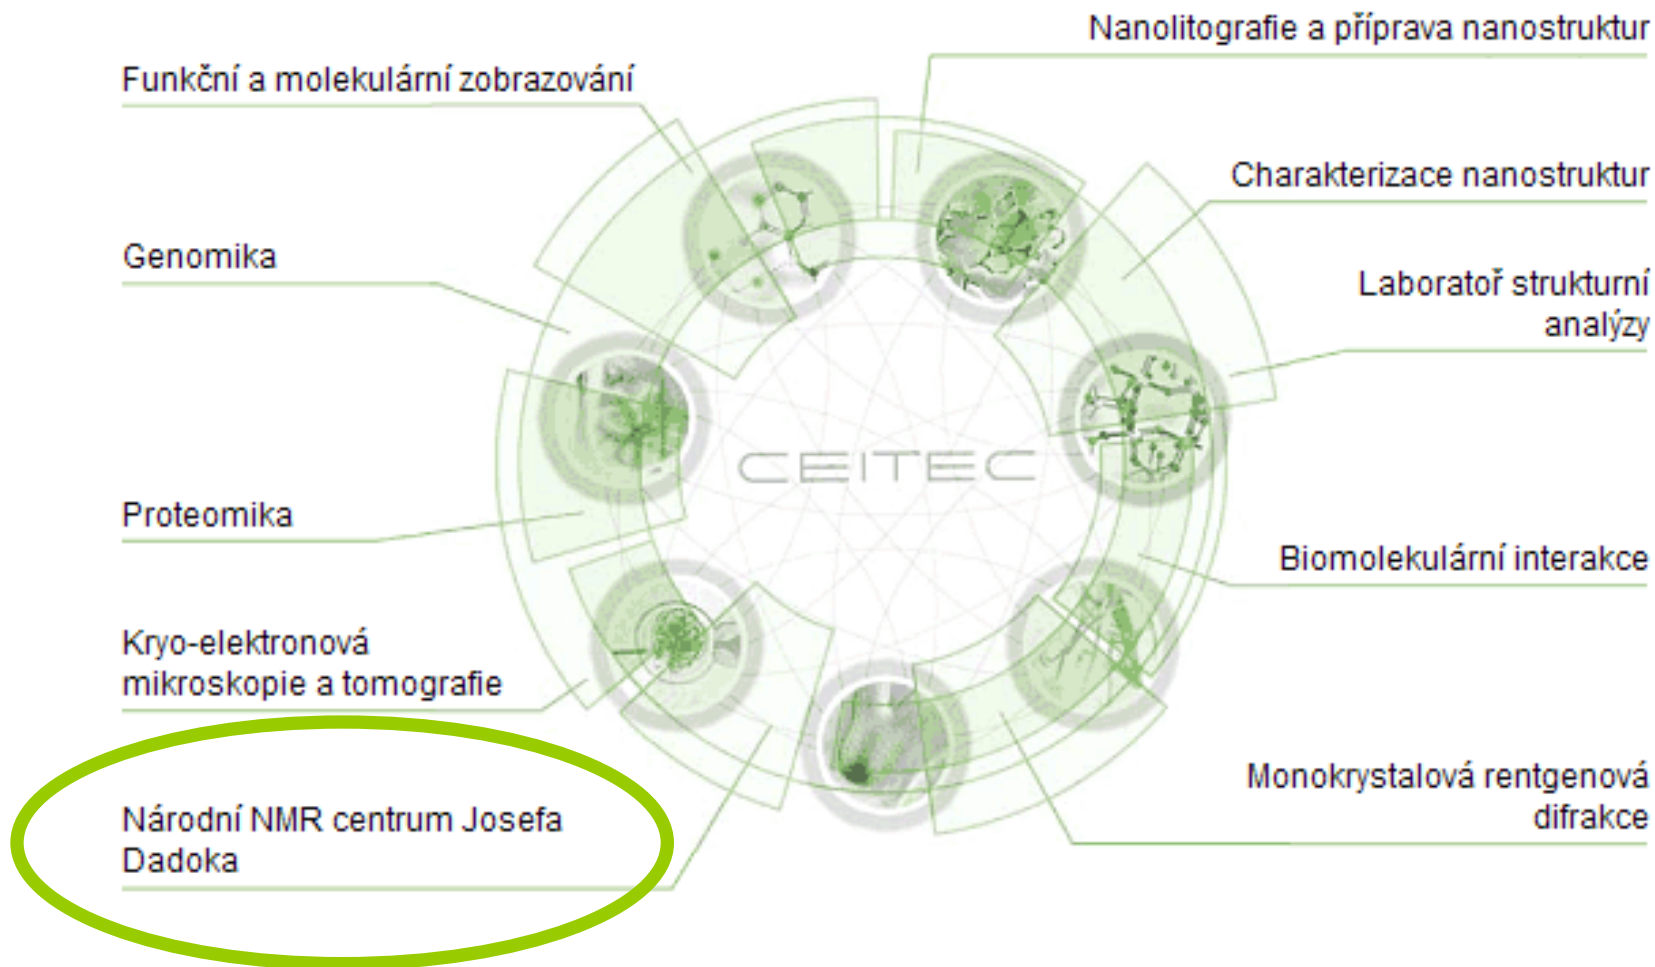 Nanolitografie a příprava nanostruktur
Funkční a molekulární zobrazování
Charakterizace nanostruktur
Genomika
Laboratoř strukturní
analýzy
CEITEC
Proteomika
Biomolekulární interakce
Kryo-elektronová
mikroskopie a tomografie
Monokrystalová rentgenová
difrakce
Národní NMR centrum Josefa
Dadoka